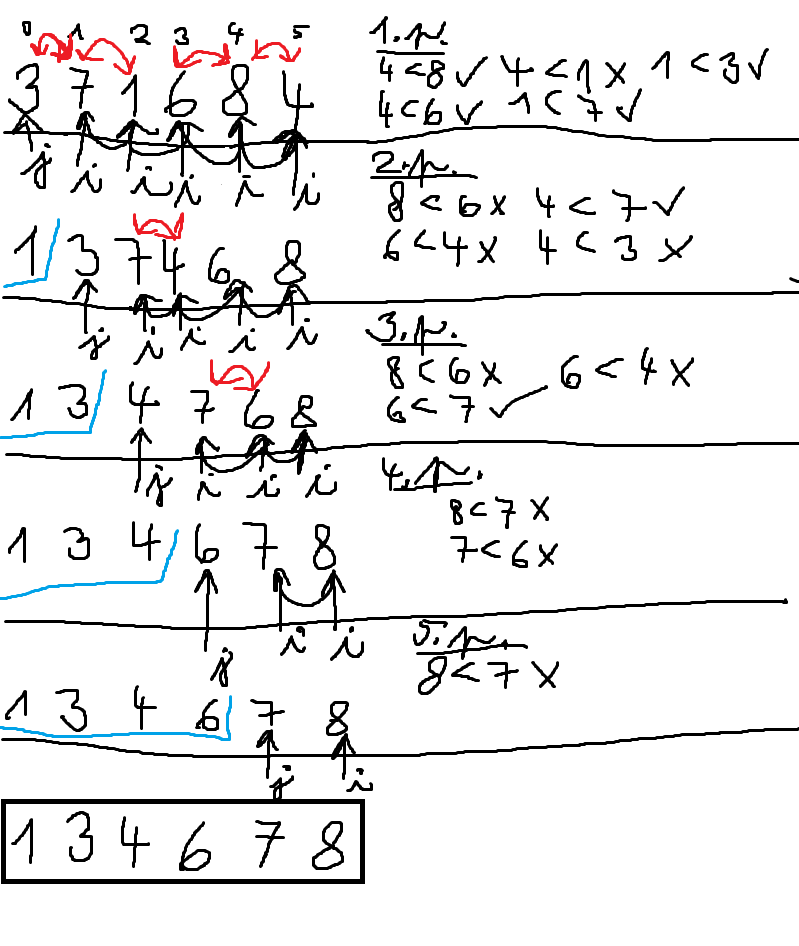 0 1 2 3 4 5
1.p.
3 7 1 6 8 4
4<8 ✓ 4<1 x 1<3 ✓
4<6 ✓ 1<7 ✓
j i i i i i
2.p.
8<6 x 4<7 ✓
1 3 7 4 6 8
6<4 x 4<3 x
j i i i i
3.p.
8<6 x 6<4 x
1 3 4 7 6 8
6<7 ✓
j i i i
4.p.
8<7 x
1 3 4 6 7 8
7<6 x
j i i
5.p.
8<7 x
1 3 4 6 7 8
j i
1 3 4 6 7 8